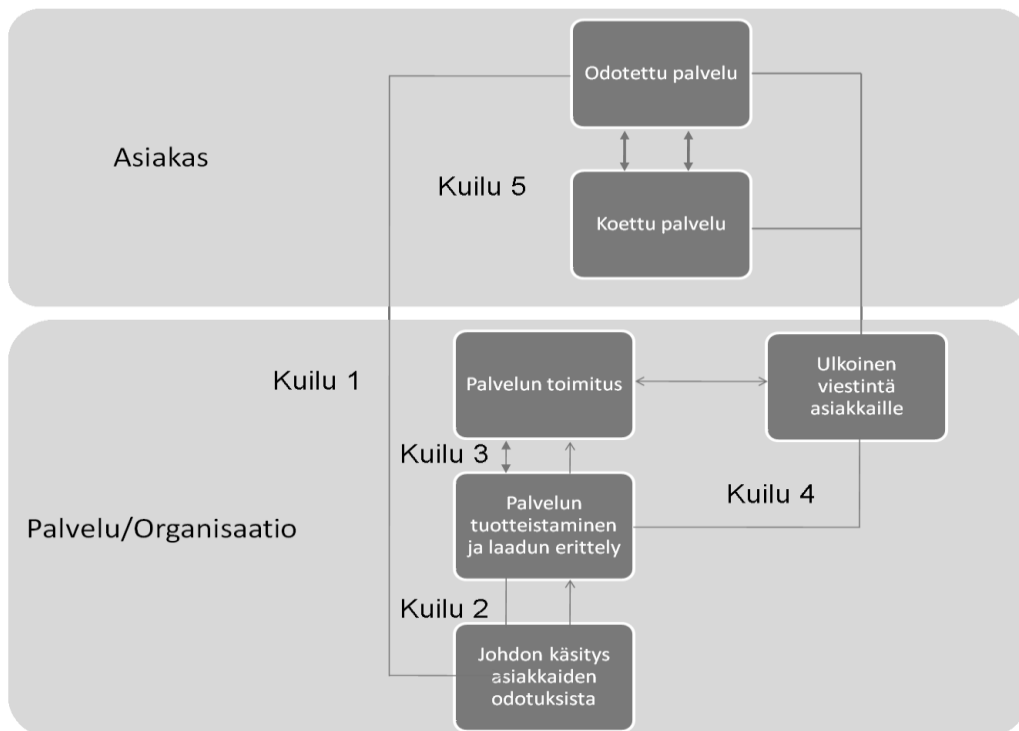 Odotettu palvelu
Asiakas
Kuilu 5
Koettu palvelu
Kuilu 1
Palvelun toimitus
Ulkoinen
viestintä
asiakkaille
Kuilu 3
Kuilu 4
Palvelun
tuotteistaminen
ja laadun erittely
Palvelu/Organisaatio
Kuilu 2
Johdon käsitys
asiakkaiden
odotuksista